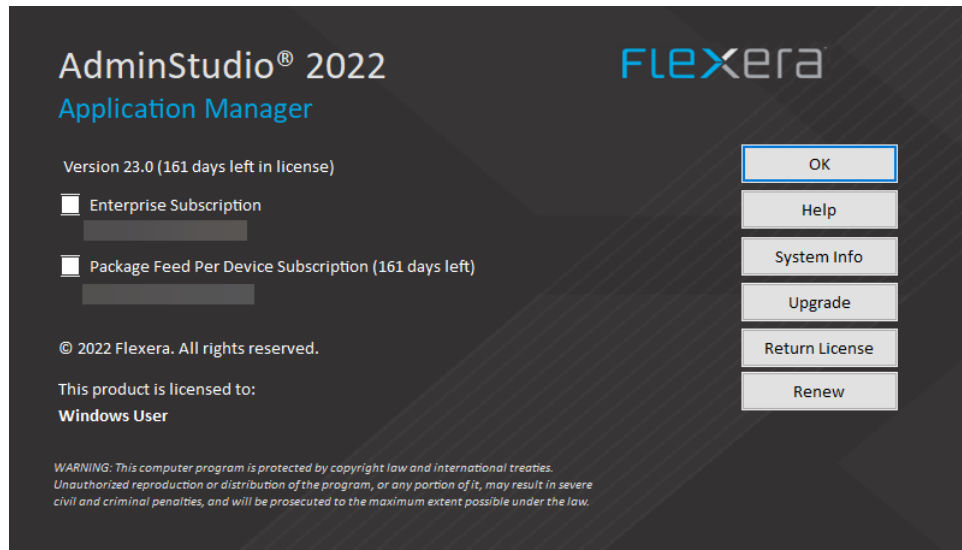 AdminStudio® 2022
Application Manager
FLEXERA
Version 23.0 (161 days left in license)
Enterprise Subscription
Package Feed Per Device Subscription (161 days left)
© 2022 Flexera. All rights reserved.
This product is licensed to:
Windows User
WARNING: This computer program is protected by copyright law and international treaties.
Unauthorized reproduction or distribution of the program, or any portion of it, may result in severe
civil and criminal penalties, and will be prosecuted to the maximum extent possible under the law.
OK
Help
System Info
Upgrade
Return License
Renew